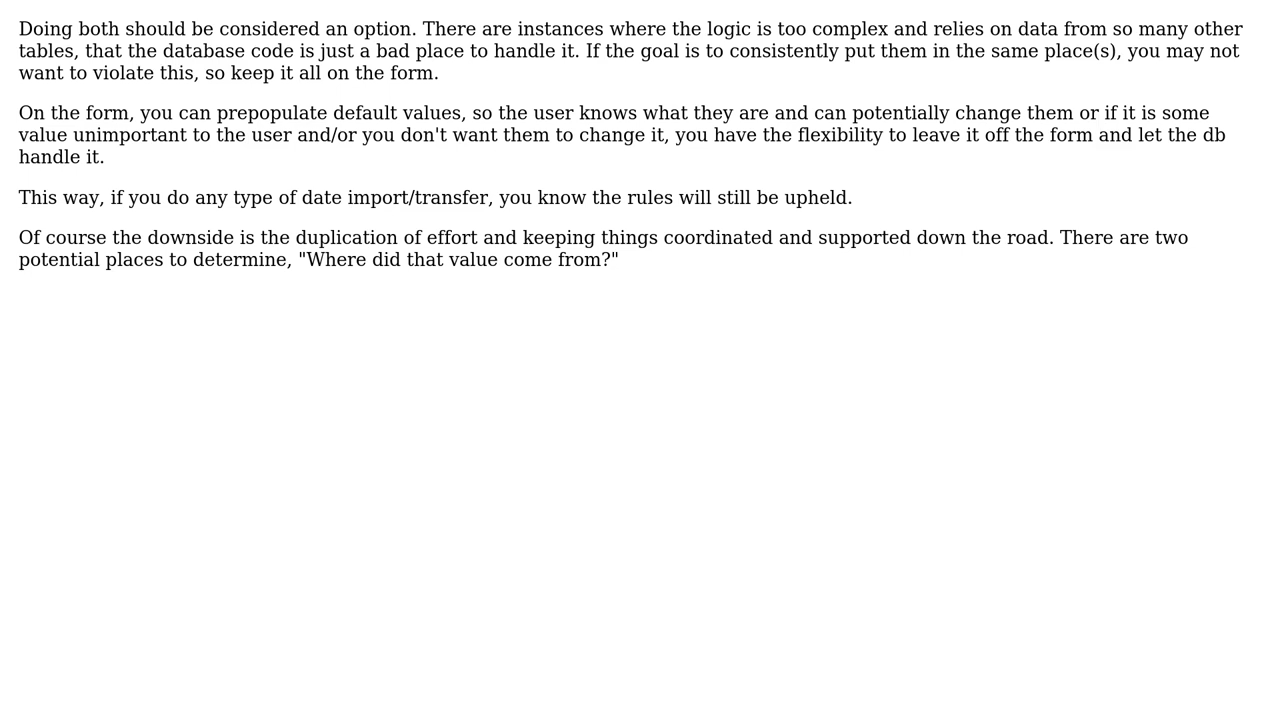 Doing both should be considered an option. There are instances where the logic is too complex and relies on data from so many other
tables, that the database code is just a bad place to handle it. If the goal is to consistently put them in the same place(s), you may not
want to violate this, so keep it all on the form.
On the form, you can prepopulate default values, so the user knows what they are and can potentially change them or if it is some
value unimportant to the user and/or you don't want them to change it, you have the flexibility to leave it off the form and let the db
handle it.
This way, if you do any type of date import/transfer, you know the rules will still be upheld.
Of course the downside is the duplication of effort and keeping things coordinated and supported down the road. There are two
potential places to determine, "Where did that value come from?"